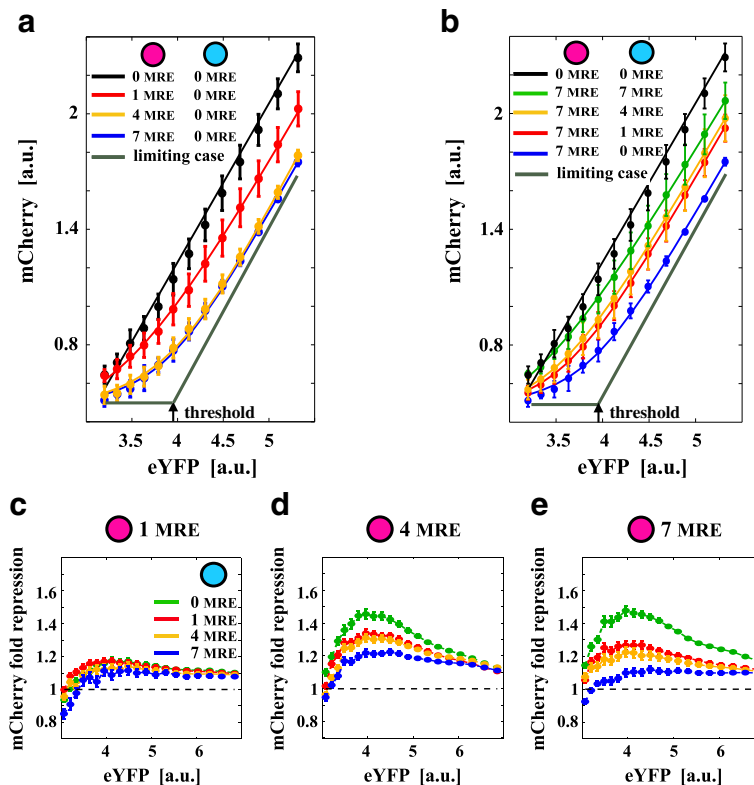 a
0 MRE 0 MRE
1 MRE 0 MRE
4 MRE 0 MRE
7 MRE 0 MRE
limiting case
2
1.4
0.8
mCherry [a.u.]
threshold
3.5 4 4.5 5
eYFP [a.u.]
b
0 MRE 0 MRE
7 MRE 7 MRE
7 MRE 4 MRE
7 MRE 1 MRE
7 MRE 0 MRE
limiting case
2
1.4
0.8
mCherry [a.u.]
threshold
3.5 4 4.5 5
eYFP [a.u.]
c
1 MRE
0 MRE
1 MRE
4 MRE
7 MRE
1.6
1.4
1.2
1
0.8
mCherry fold repression
4 5 6
eYFP [a.u.]
d
4 MRE
1.6
1.4
1.2
1
0.8
mCherry fold repression
4 5 6
eYFP [a.u.]
e
7 MRE
1.6
1.4
1.2
1
0.8
mCherry fold repression
4 5 6
eYFP [a.u.]